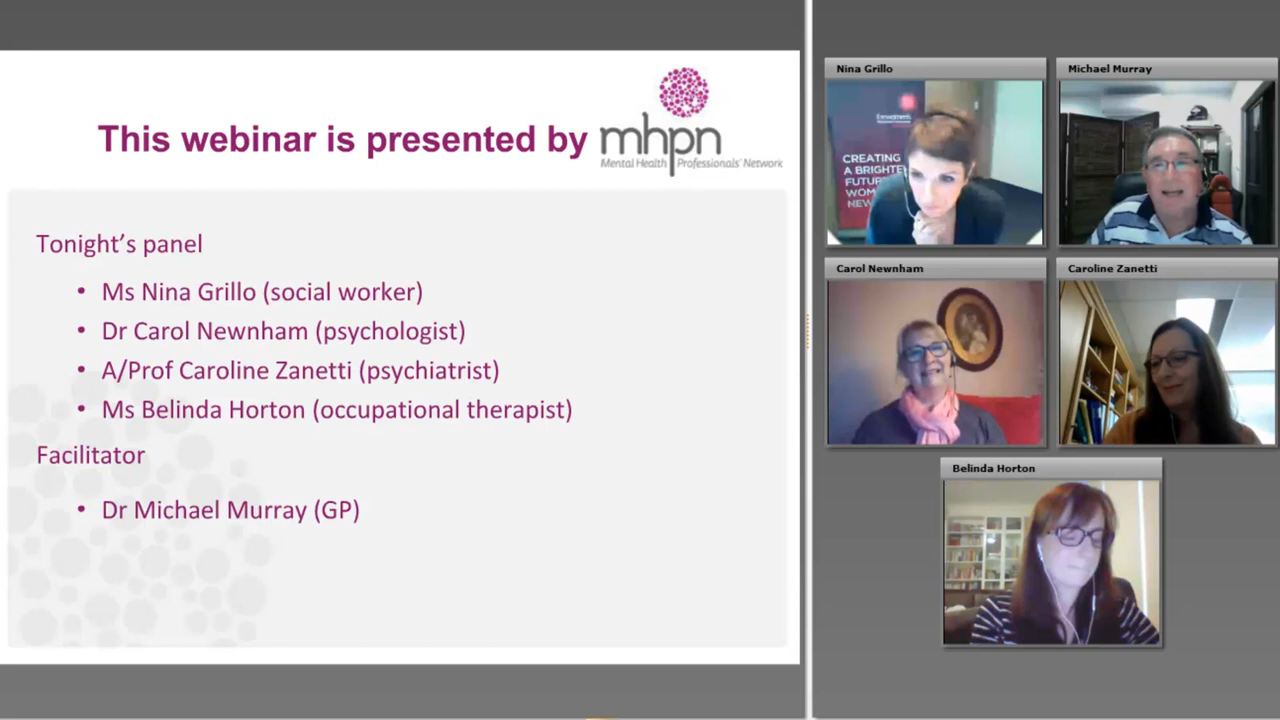 This webinar is presented by
mhpn
Mental Health Professionals' Network
Tonight's panel
• Ms Nina Grillo (social worker)
• Dr Carol Newnham (psychologist)
• A/Prof Caroline Zanetti (psychiatrist)
• Ms Belinda Horton (occupational therapist)
Facilitator
• Dr Michael Murray (GP)
Nina Grillo
CREATING
A BRIGHTE
FUTU
WOM
NEW
Michael Murray
Carol Newnham
Caroline Zanetti
Belinda Horton